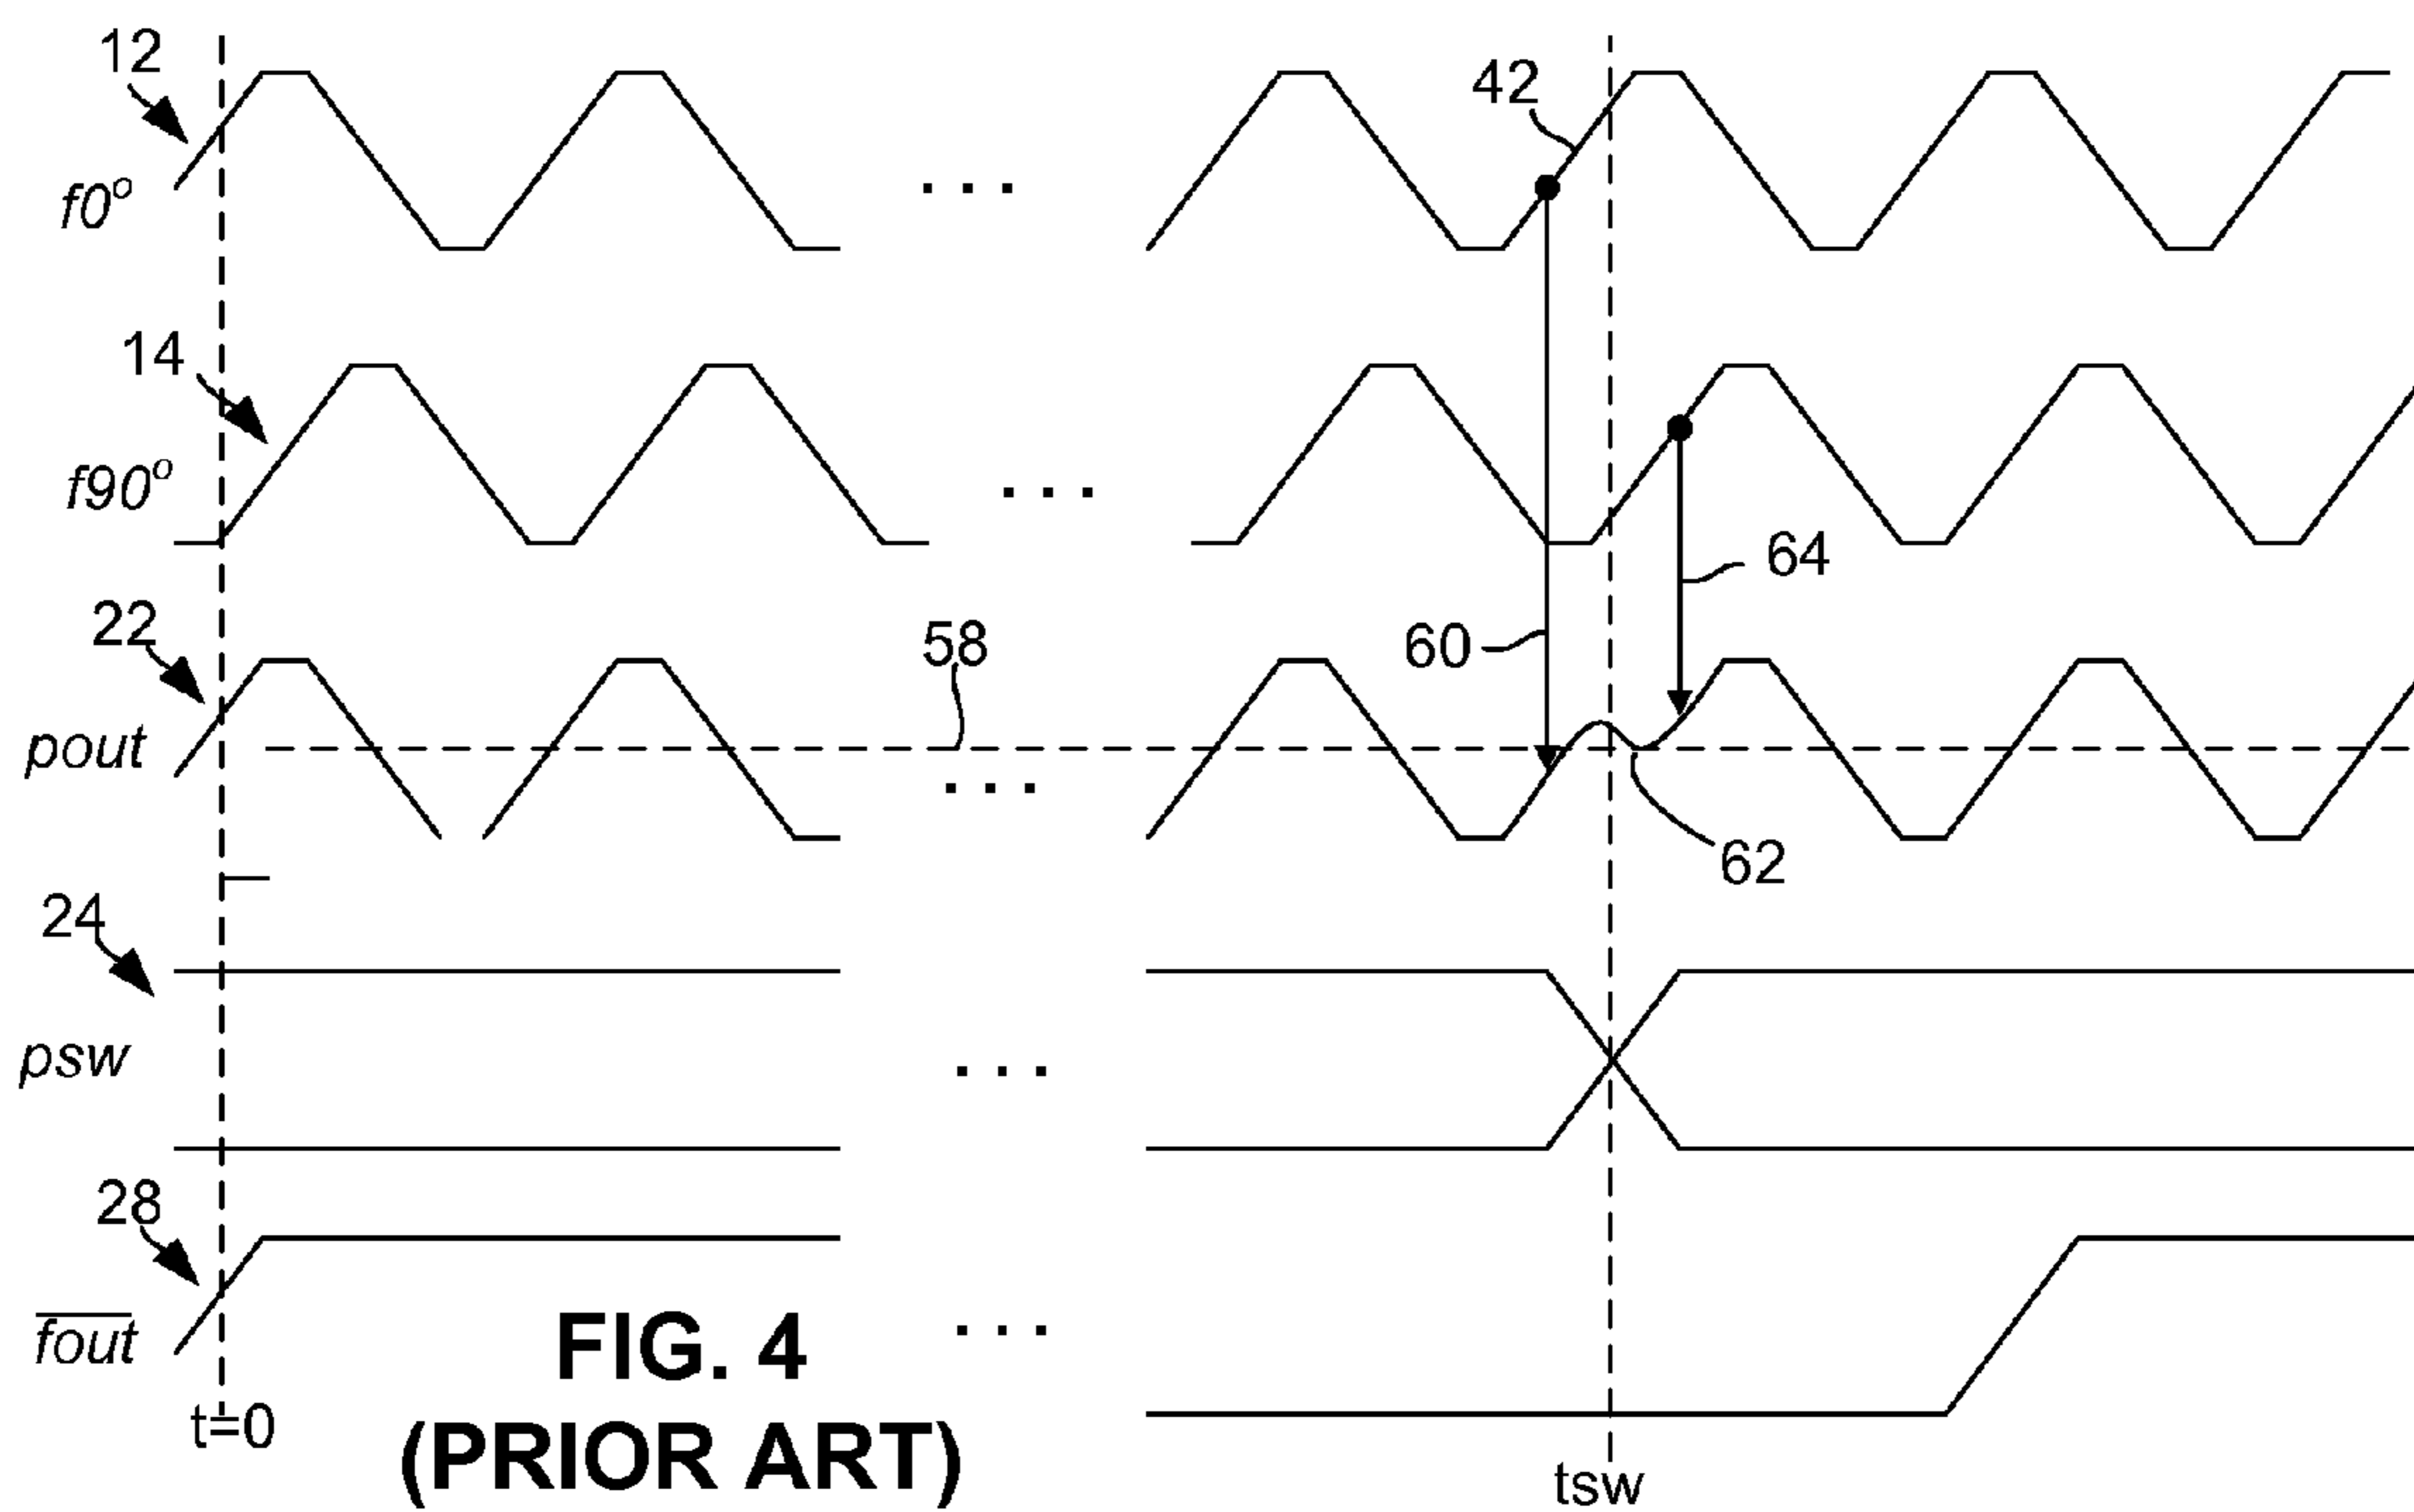 12
42
f0°
14
f90°
64
22
58
60
pout
62
24
psw
28
fout
FIG. 4
(PRIOR ART)
t=0
tsw